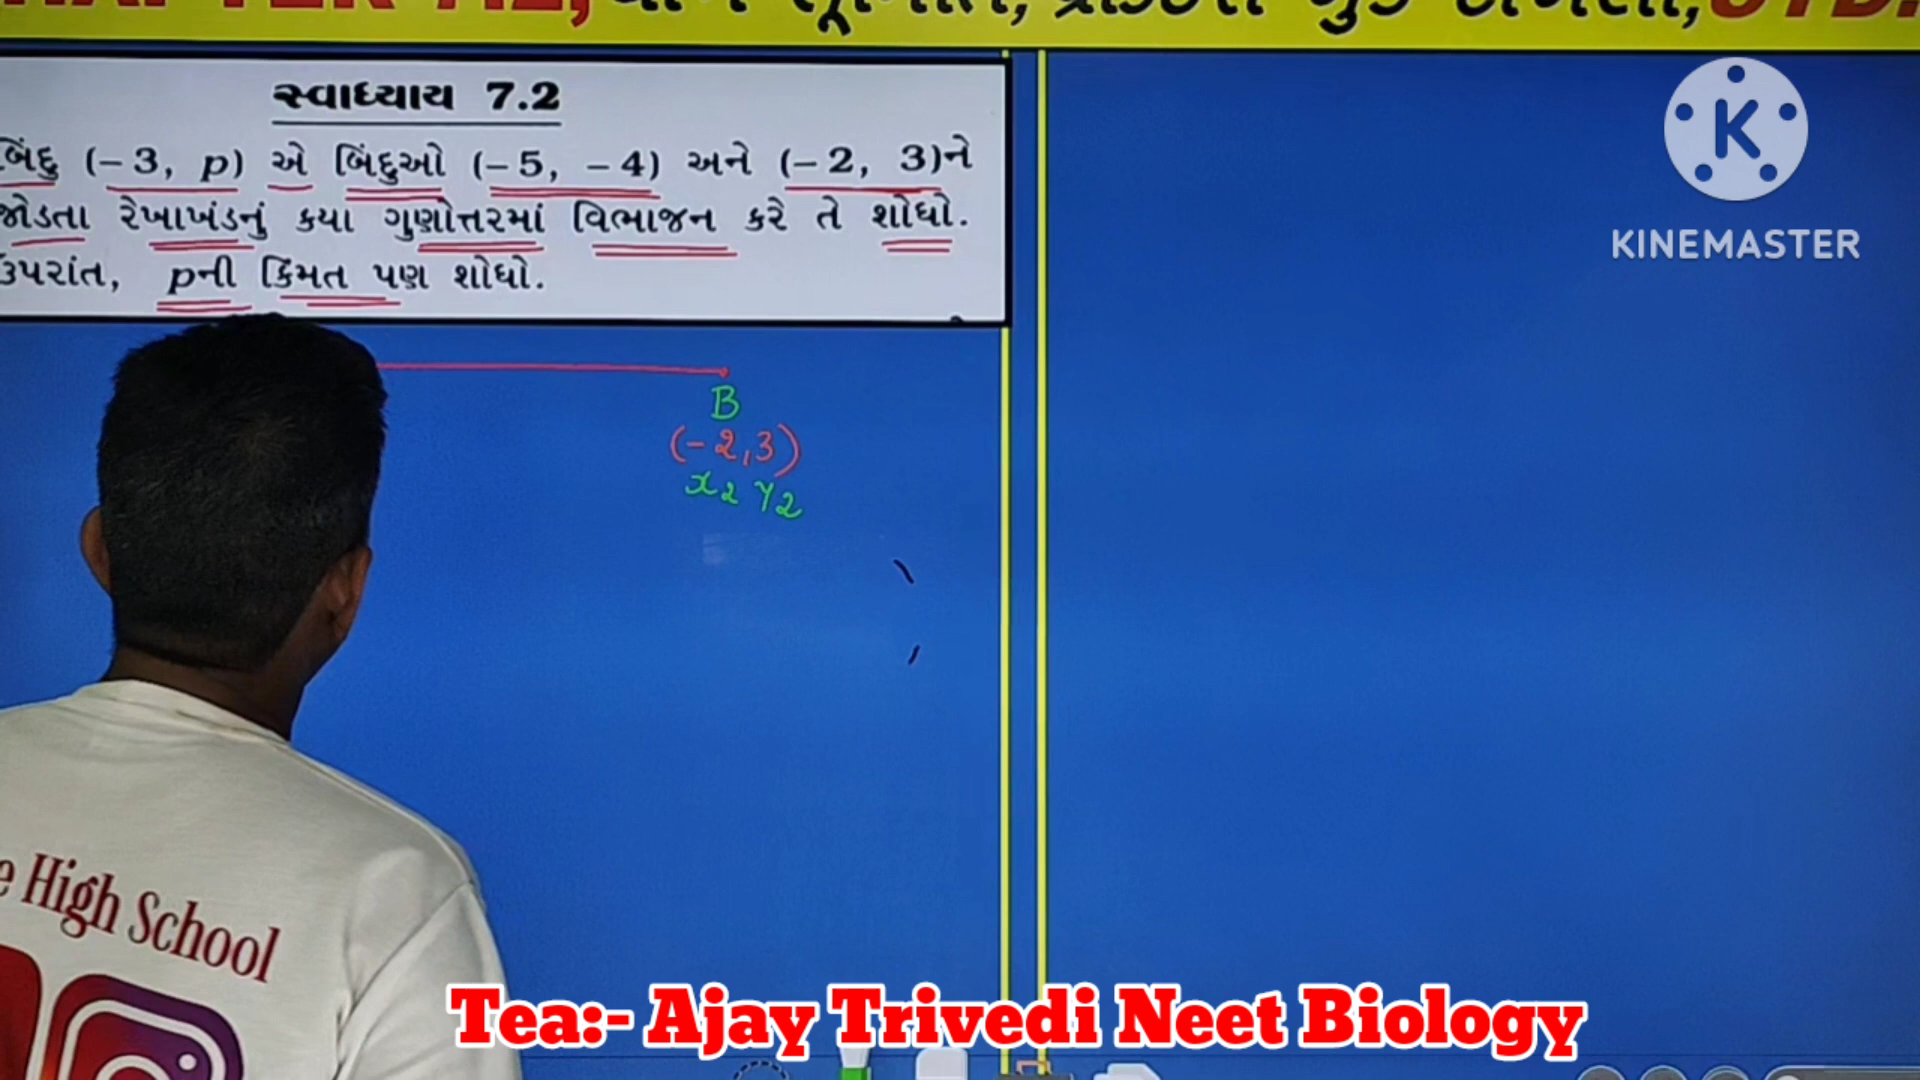 સ્વાધ્યાય 7.2
બિંદુ (– 3, p) એ બિંદુઓ (– 5, – 4) અને (– 2, 3)ને
જોડતા રેખાખંડનું કયા ગુણોત્તરમાં વિભાજન કરે તે શોધો.
ઉપરાંત, pની કિંમત પણ શોધો.
B
(-2,3)
x2 y2
KINEMASTER
High School
Tea:- Ajay Trivedi Neet Biology